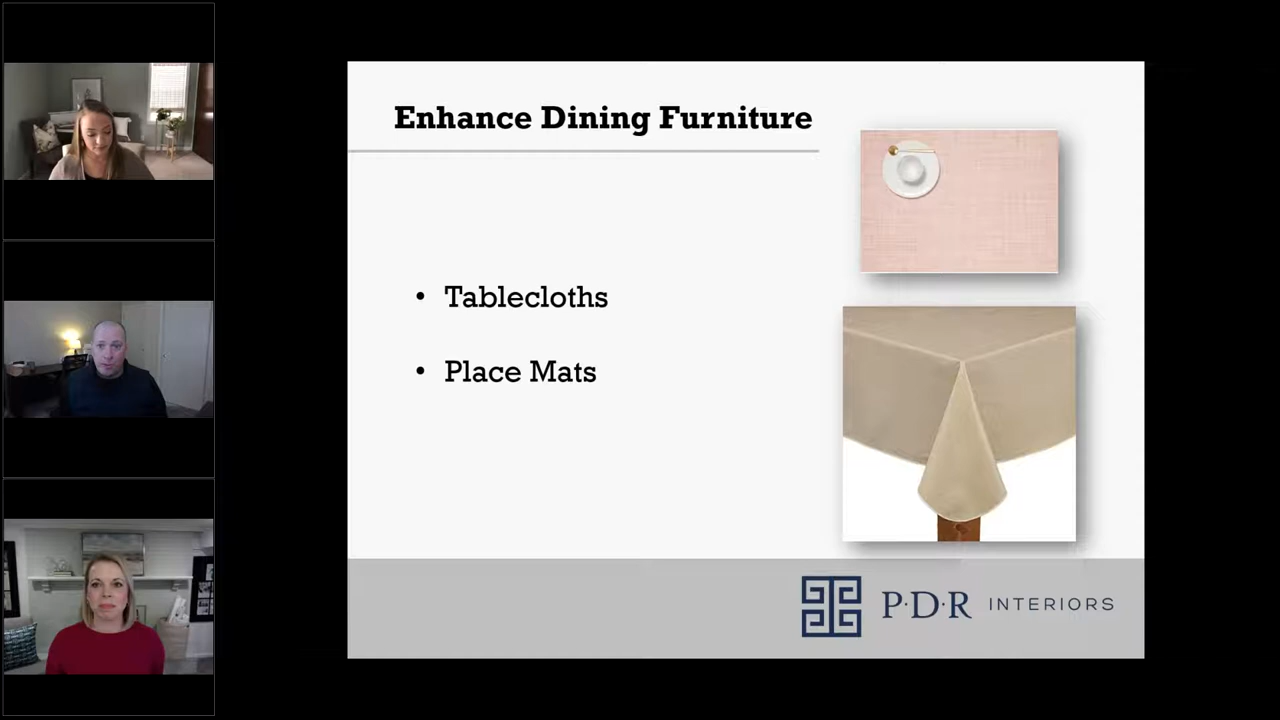 Enhance Dining Furniture
• Tablecloths
• Place Mats
P·D·R INTERIORS